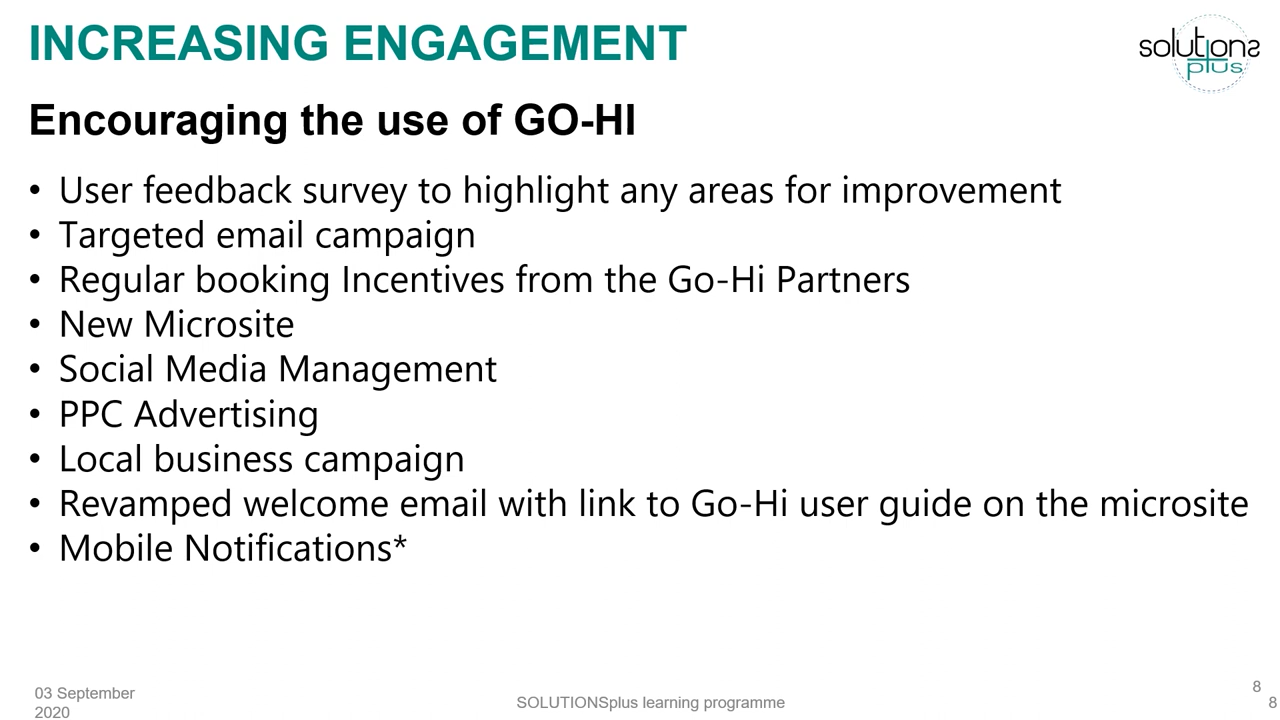 INCREASING ENGAGEMENT
solutions
plus
Encouraging the use of GO-HI
• User feedback survey to highlight any areas for improvement
• Targeted email campaign
• Regular booking Incentives from the Go-Hi Partners
• New Microsite
• Social Media Management
• PPC Advertising
• Local business campaign
• Revamped welcome email with link to Go-Hi user guide on the microsite
• Mobile Notifications*
03 September
2020
SOLUTIONSplus learning programme
8
8